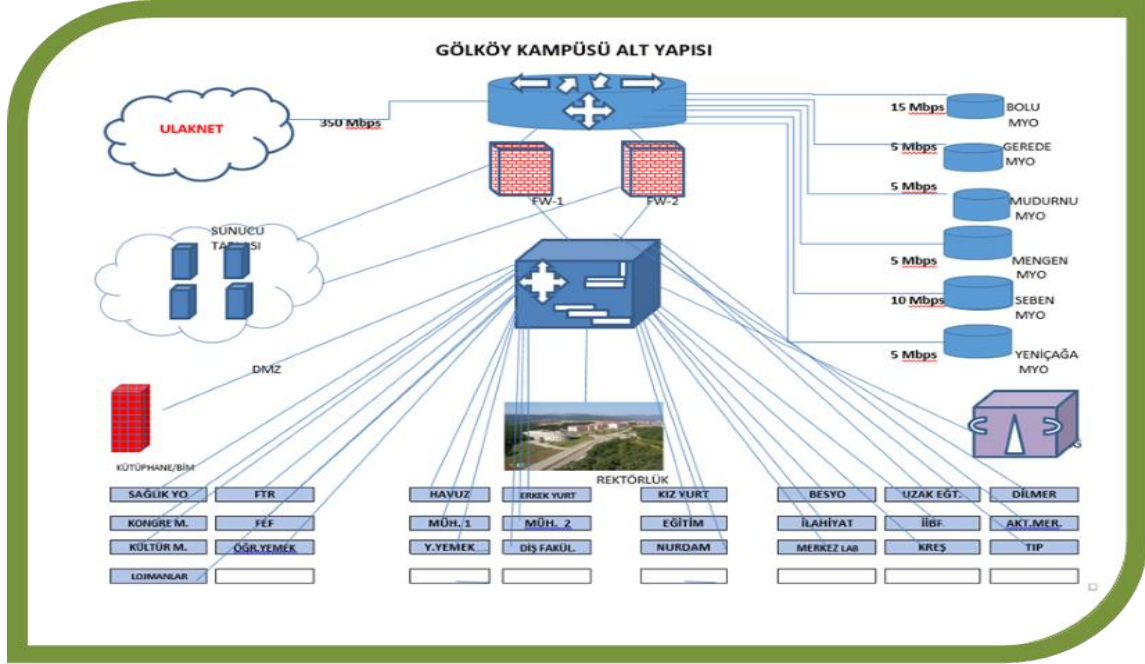 GÖLKÖY KAMPÜSÜ ALT YAPISI
ULAKNET
350 Mbps
15 Mbps
BOLU
MYO
5 Mbps
GEREDE
MYO
5 Mbps
MUDURNU
MYO
5 Mbps
MENGEN
MYO
10 Mbps
SEBEN
MYO
5 Mbps
YENİÇAĞA
MYO
FW-1
FW-2
SUNUCU
DMZ
KÜTÜPHANE/BİM
REKTÖRLÜK
G
SAĞLIK YO FTR HAVUZ ERKEK YURT KIZ YURT BESYO UZAK EĞT. DİLMER
KONGRE M. FEF MÜH. 1 MÜH. 2 EĞİTİM İLAHİYAT İİBF AKT.MER.
KÜLTÜR M. ÖĞR.YEMEK Y.YEMEK DİŞ FAKÜL. NURDAM MERKEZ LAB KREŞ TIP
LOJMANLAR